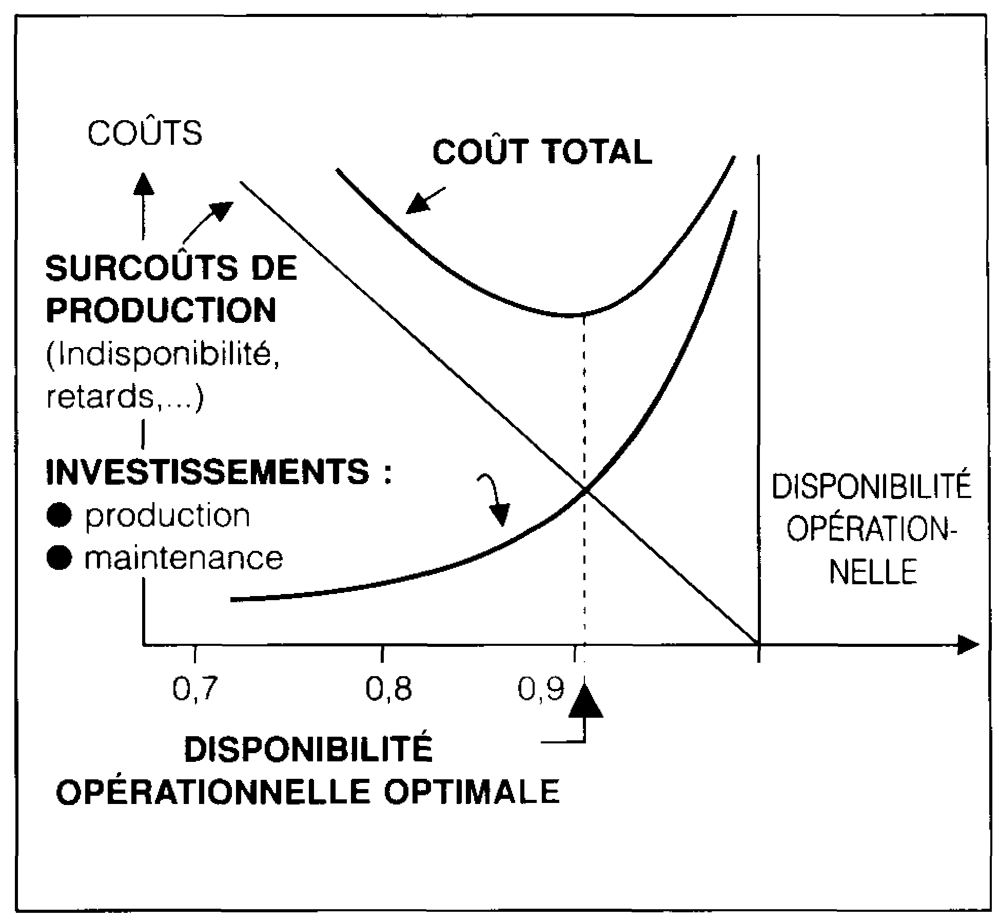 COÛTS
COÛT TOTAL
SURCOÛTS DE
PRODUCTION
(Indisponibilité,
retards,...)
INVESTISSEMENTS :
● production
● maintenance
DISPONIBILITÉ
OPÉRATION-
NELLE
0,7 0,8 0,9
DISPONIBILITÉ
OPÉRATIONNELLE OPTIMALE